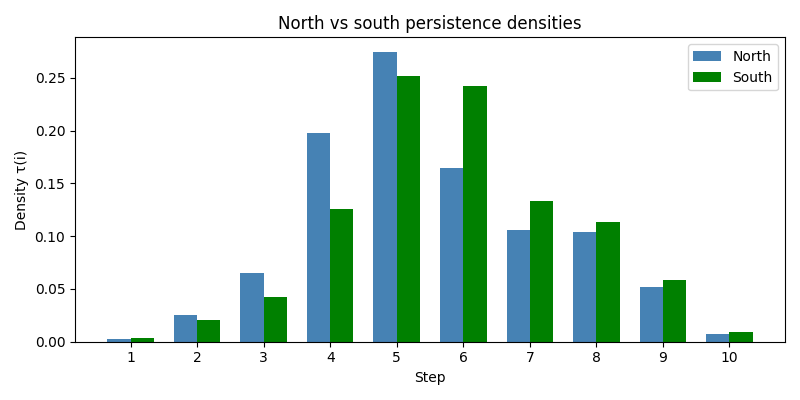 North vs south persistence densities
North
South
Density τ(i)
0.25
0.20
0.15
0.10
0.05
0.00
1 2 3 4 5 6 7 8 9 10
Step